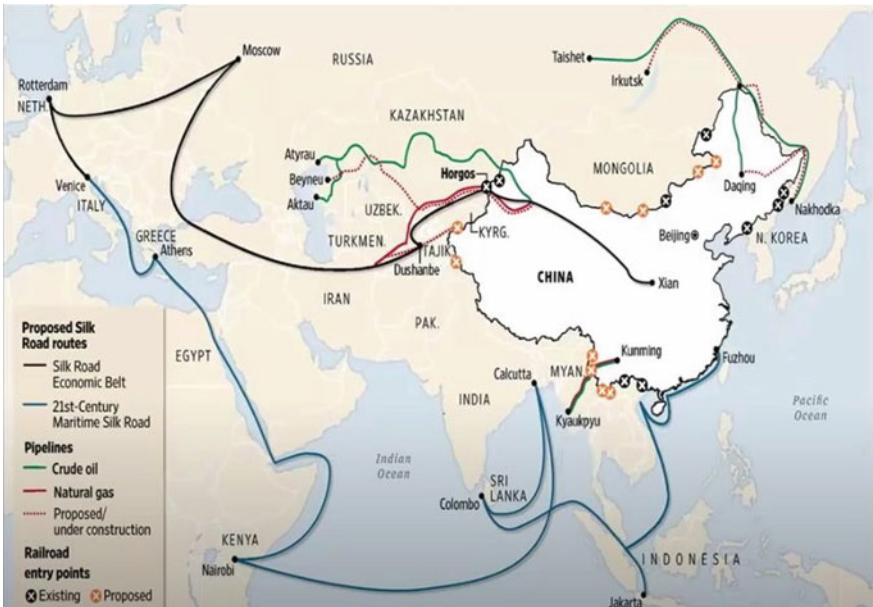 Moscow
RUSSIA
Taishet
Irkutsk
Rotterdam
NETH.
KAZAKHSTAN
Atyrau
Beyneu
Aktau
Horgos
MONGOLIA
Daqing
Nakhodka
Venice
ITALY
UZBEK.
GREECE
Athens
TURKMEN.
KYRG.
TAJIK.
Dushanbe
Beijing
N. KOREA
CHINA
Xian
IRAN
PAK.
EGYPT
Calcutta
MYAN.
Kunming
Fuzhou
INDIA
Kyaukpyu
Pacific
Ocean
Indian
Ocean
SRI
LANKA
Colombo
KENYA
Nairobi
INDONESIA
Jakarta
Proposed Silk
Road routes
Silk Road
Economic Belt
21st-Century
Maritime Silk Road
Pipelines
Crude oil
Natural gas
Proposed/
under construction
Railroad
entry points
Existing Proposed